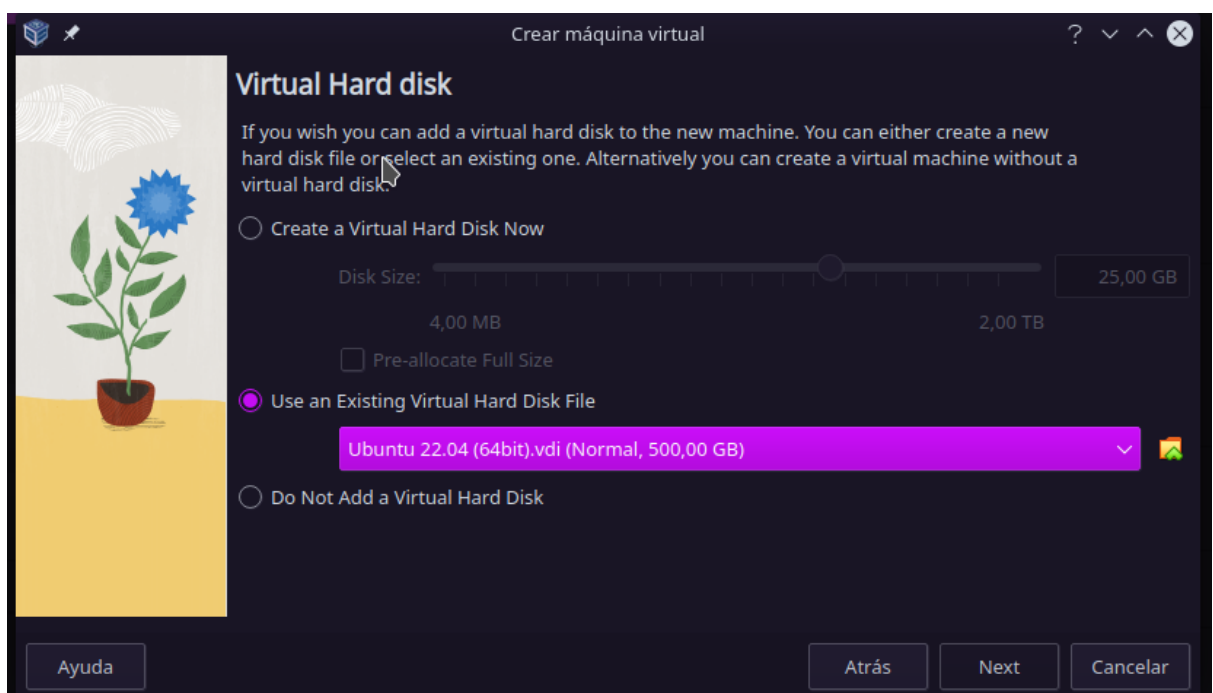 Crear máquina virtual
Virtual Hard disk
If you wish you can add a virtual hard disk to the new machine. You can either create a new
hard disk file or select an existing one. Alternatively you can create a virtual machine without a
virtual hard disk.
Create a Virtual Hard Disk Now
Disk Size: 25,00 GB
4,00 MB 2,00 TB
Pre-allocate Full Size
Use an Existing Virtual Hard Disk File
Ubuntu 22.04 (64bit).vdi (Normal, 500,00 GB)
Do Not Add a Virtual Hard Disk
Ayuda Atrás Next Cancelar